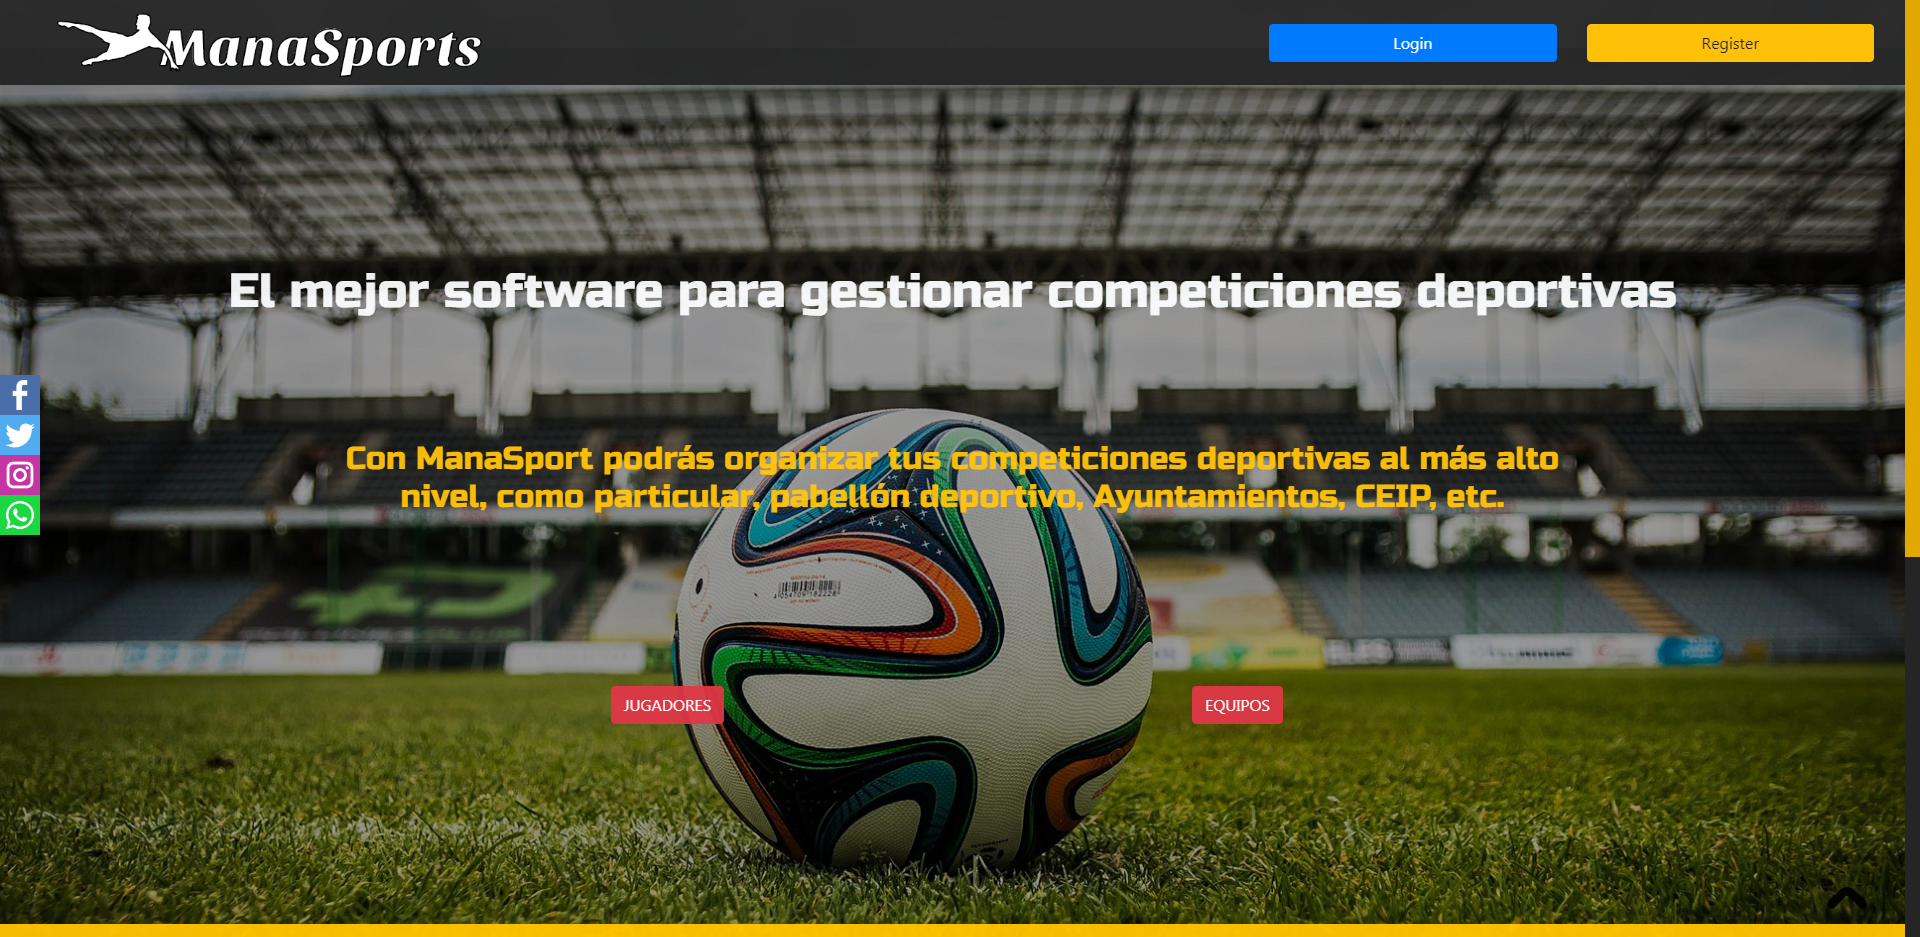 ManaSports
Login
Register
El mejor software para gestionar competiciones deportivas
Con ManaSport podrás organizar tus competiciones deportivas al más alto
nivel, como particular, pabellón deportivo, Ayuntamientos, CEIP, etc.
JUGADORES
EQUIPOS